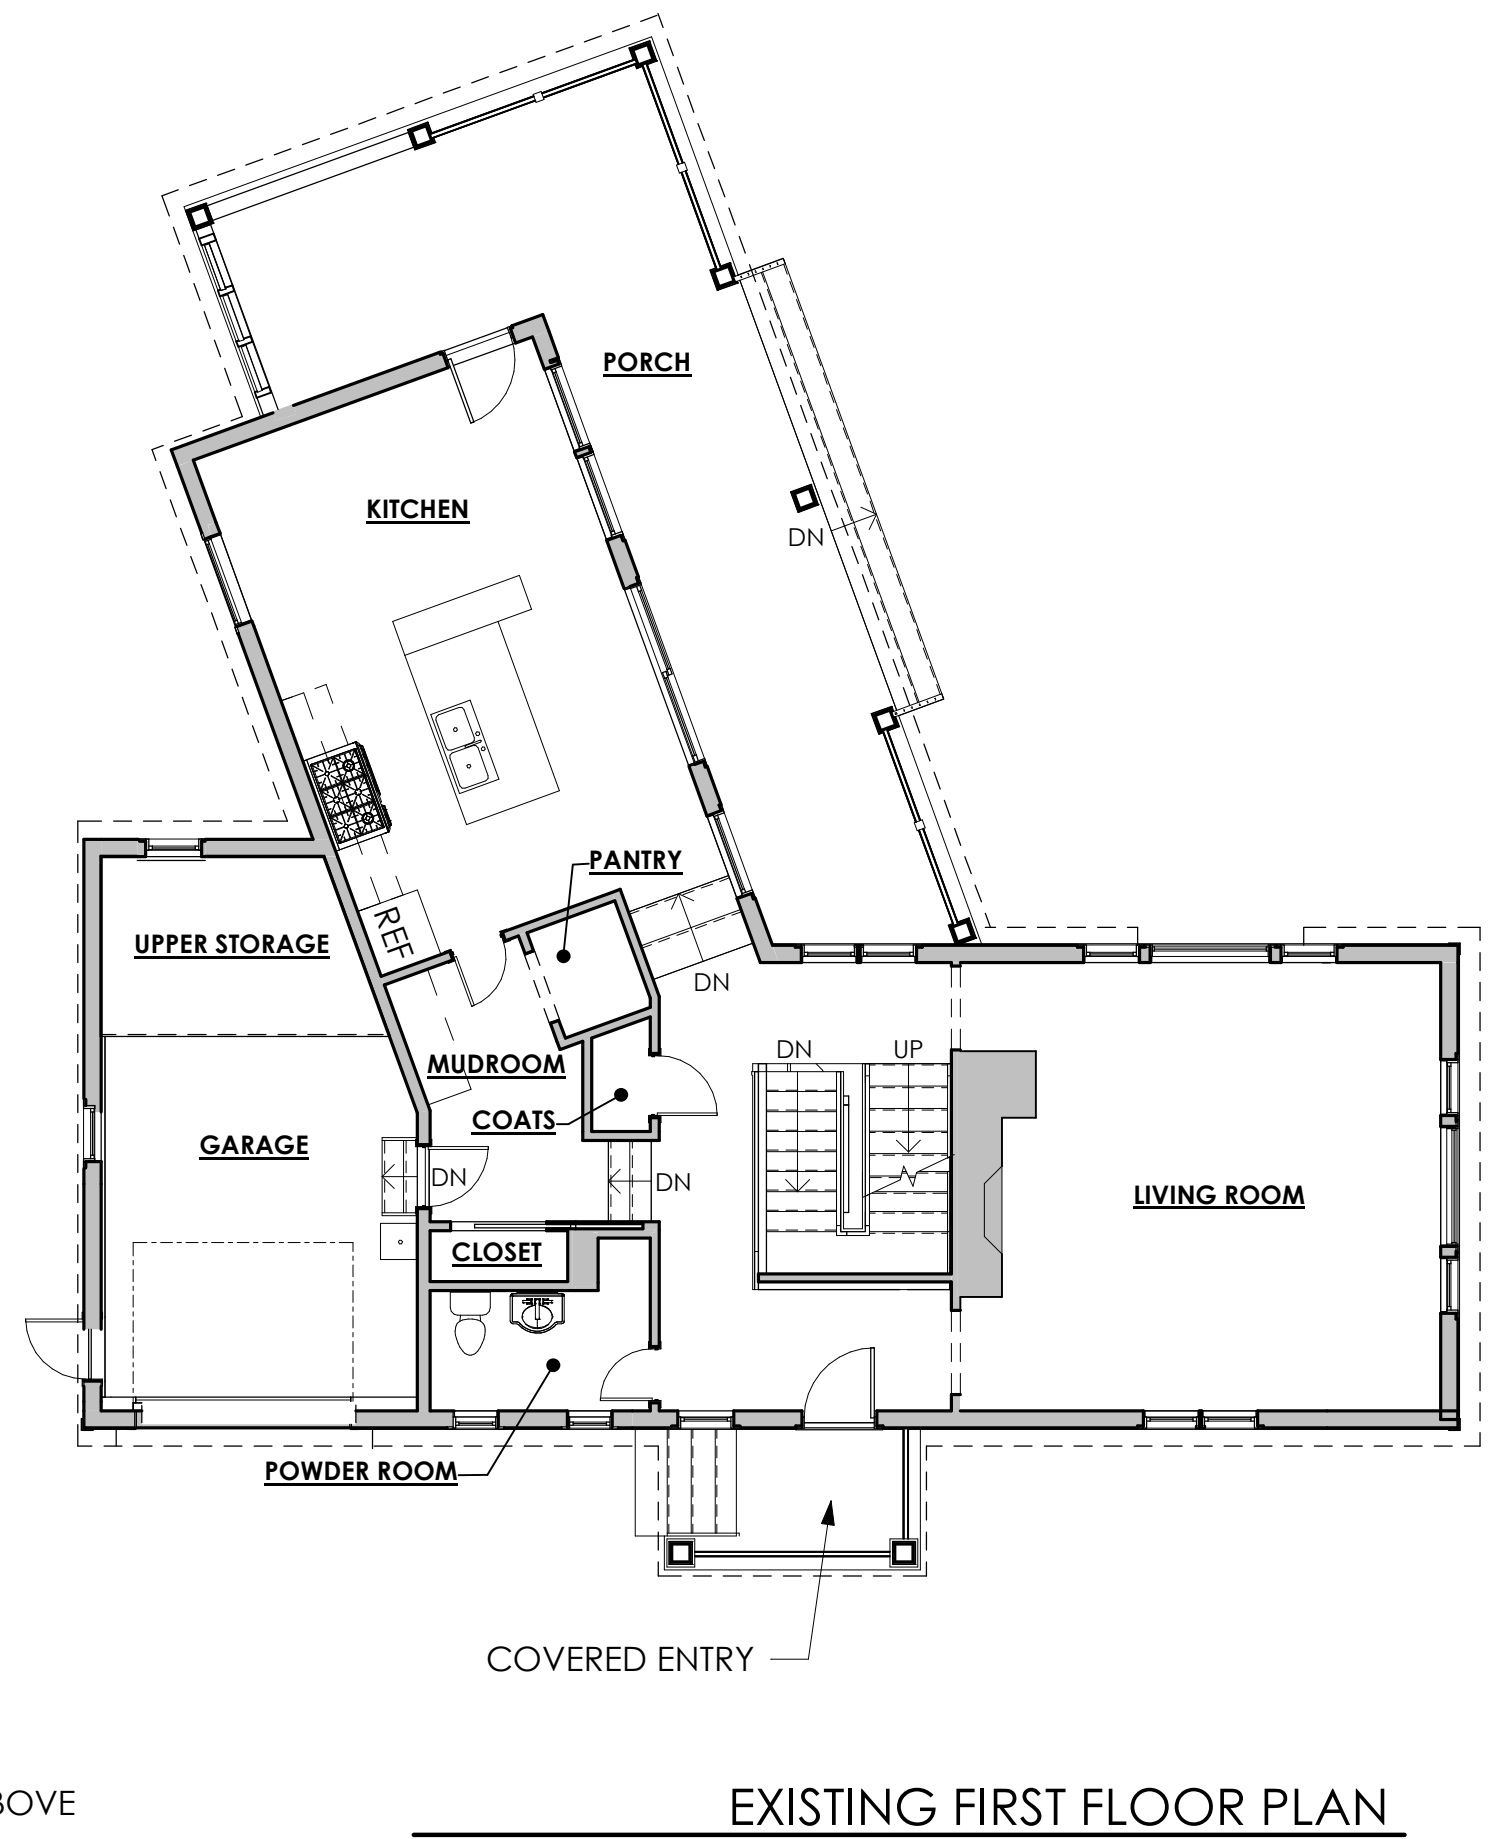 PORCH
KITCHEN
DN
PANTRY
REF
UPPER STORAGE
DN
MUDROOM
DN
UP
COATS
GARAGE
DN
DN
LIVING ROOM
CLOSET
POWDER ROOM
COVERED ENTRY
BOVE
EXISTING FIRST FLOOR PLAN